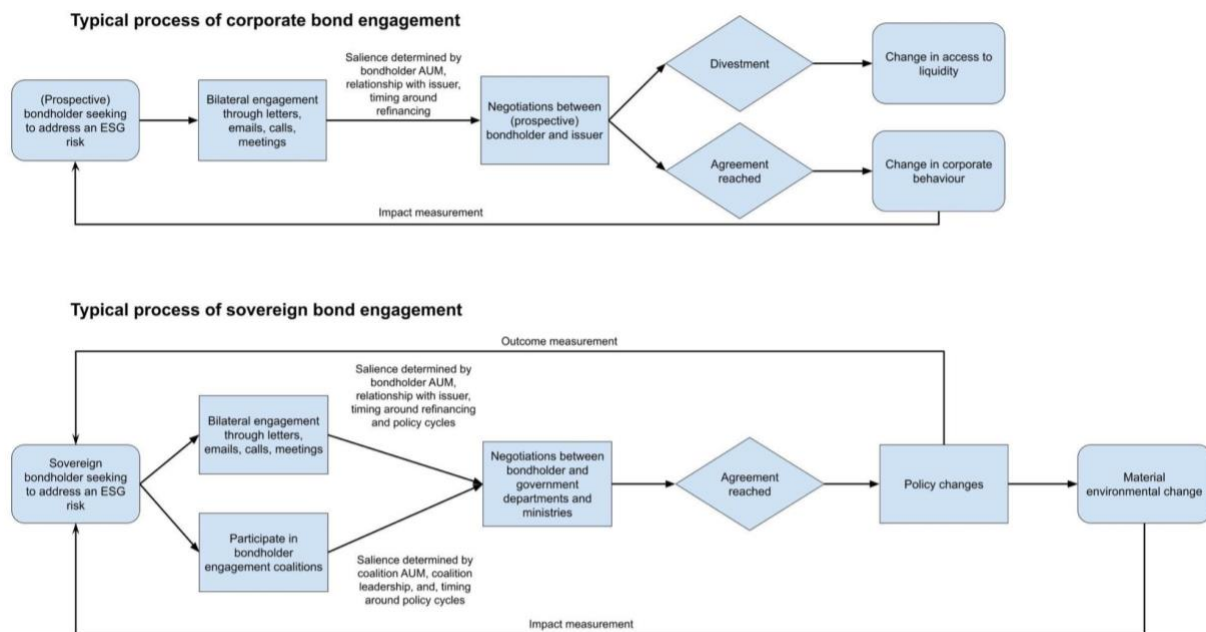 Typical process of corporate bond engagement
(Prospective)
bondholder seeking
to address an ESG
risk
Bilateral engagement
through letters,
emails, calls,
meetings
Salience determined by
bondholder AUM,
relationship with issuer,
timing around
refinancing
Negotiations between
(prospective)
bondholder and issuer
Divestment
Change in access to
liquidity
Agreement
reached
Change in corporate
behaviour
Impact measurement
Typical process of sovereign bond engagement
Outcome measurement
Sovereign
bondholder seeking
to address an ESG
risk
Bilateral engagement
through letters,
emails, calls, meetings
Salience determined by
bondholder AUM,
relationship with issuer,
timing around refinancing
and policy cycles
Participate in
bondholder
engagement coalitions
Salience determined by
coalition AUM, coalition
leadership, and, timing
around policy cycles
Negotiations between
bondholder and
government
departments and
ministries
Agreement
reached
Policy changes
Material
environmental change
Impact measurement